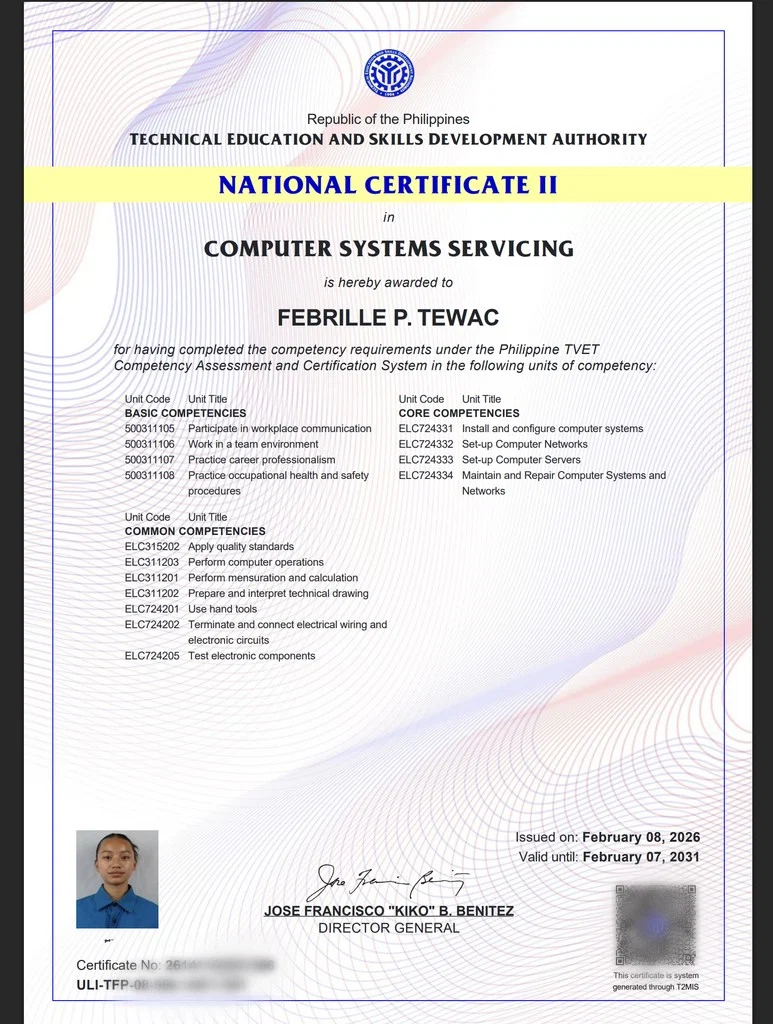 Republic of the Philippines
TECHNICAL EDUCATION AND SKILLS DEVELOPMENT AUTHORITY
NATIONAL CERTIFICATE II
in
COMPUTER SYSTEMS SERVICING
is hereby awarded to
FEBRILLE P. TEWAC
for having completed the competency requirements under the Philippine TVET
Competency Assessment and Certification System in the following units of competency:
Unit Code Unit Title
BASIC COMPETENCIES
500311105 Participate in workplace communication
500311106 Work in a team environment
500311107 Practice career professionalism
500311108 Practice occupational health and safety
procedures
Unit Code Unit Title
COMMON COMPETENCIES
ELC315202 Apply quality standards
ELC311203 Perform computer operations
ELC311201 Perform mensuration and calculation
ELC311202 Prepare and interpret technical drawing
ELC724201 Use hand tools
ELC724202 Terminate and connect electrical wiring and
electronic circuits
ELC724205 Test electronic components
Unit Code Unit Title
CORE COMPETENCIES
ELC724331 Install and configure computer systems
ELC724332 Set-up Computer Networks
ELC724333 Set-up Computer Servers
ELC724334 Maintain and Repair Computer Systems and
Networks
Issued on: February 08, 2026
Valid until: February 07, 2031
JOSE FRANCISCO "KIKO" B. BENITEZ
DIRECTOR GENERAL
Certificate No:
ULI-TFP-
This certificate is system
generated through T2MIS